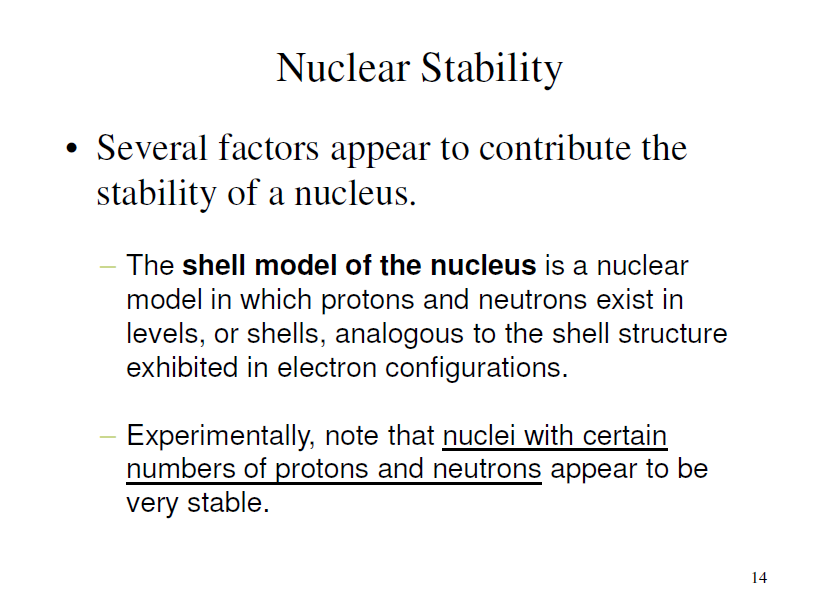 Nuclear Stability
• Several factors appear to contribute the
stability of a nucleus.
– The shell model of the nucleus is a nuclear
model in which protons and neutrons exist in
levels, or shells, analogous to the shell structure
exhibited in electron configurations.
– Experimentally, note that nuclei with certain
numbers of protons and neutrons appear to be
very stable.
14